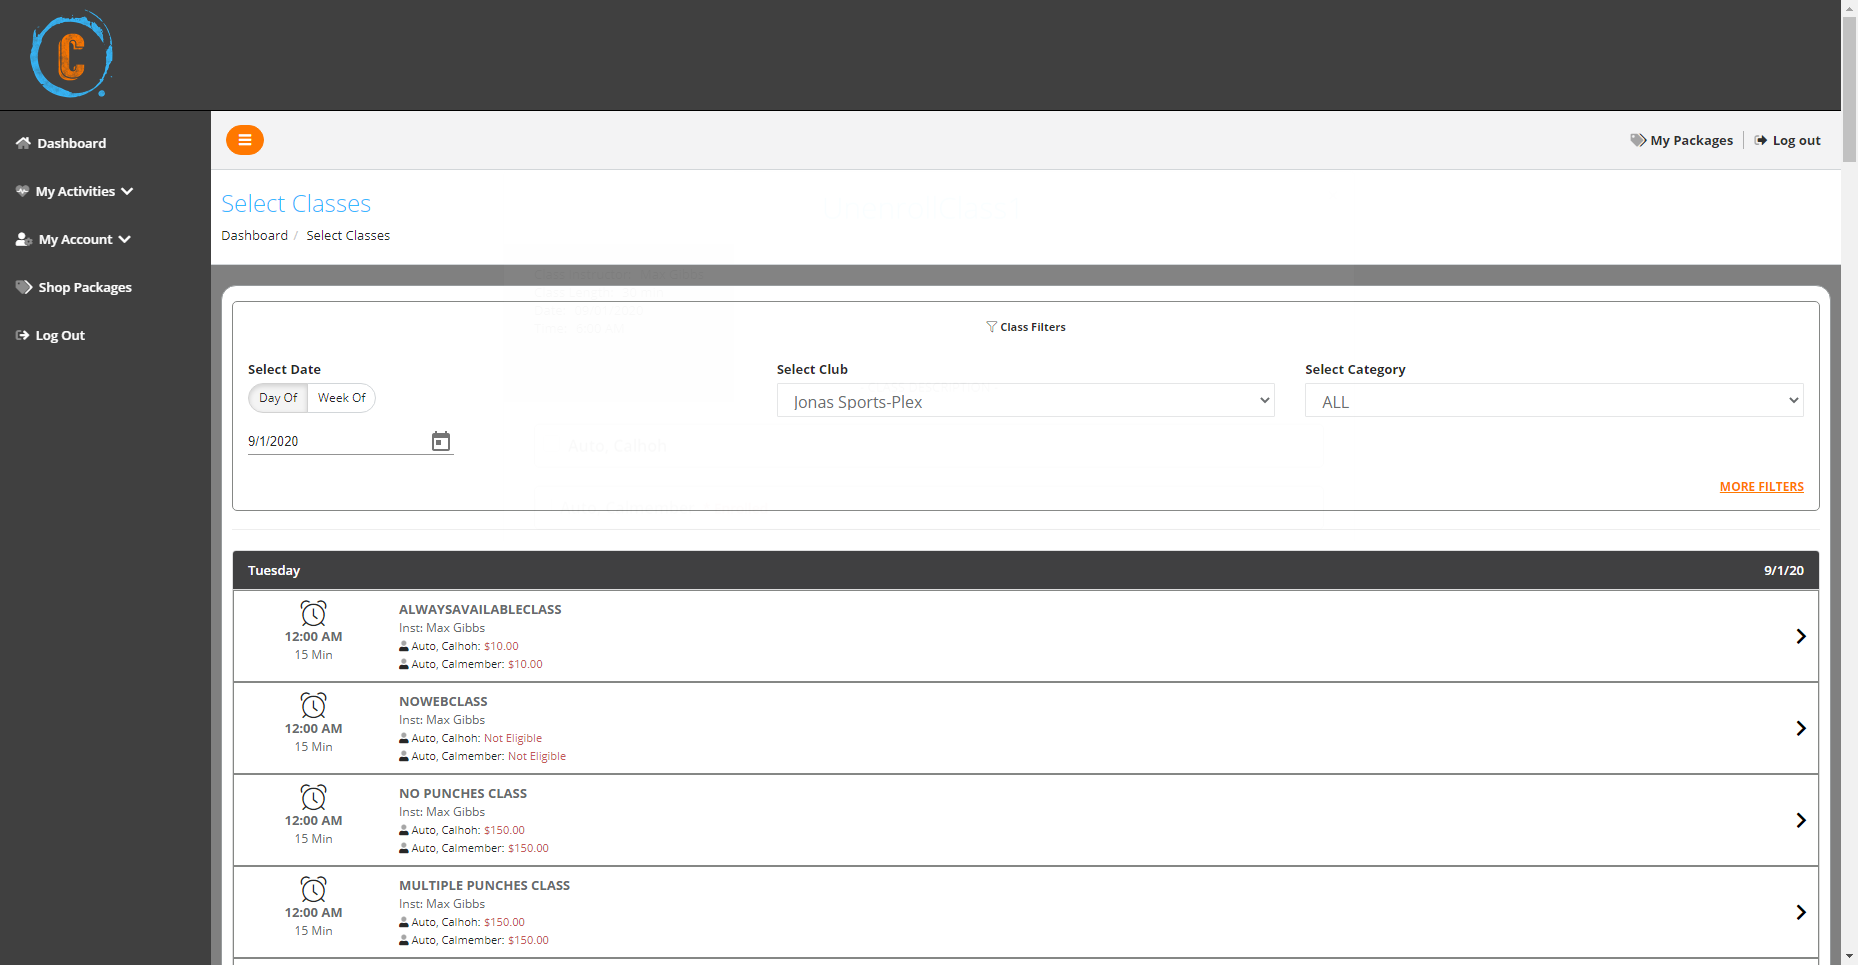 C
Dashboard
My Activities
My Account
Shop Packages
Log Out
My Packages
Log out
Select Classes
Dashboard / Select Classes
Class Filters
Select Date
Day Of
Week Of
9/1/2020
Select Club
Jonas Sports-Plex
Select Category
ALL
MORE FILTERS
Tuesday
9/1/20
12:00 AM
15 Min
ALWAYSAVAILABLECLASS
Inst: Max Gibbs
Auto, Calhoh: $10.00
Auto, Calmember: $10.00
12:00 AM
15 Min
NOWEBCLASS
Inst: Max Gibbs
Auto, Calhoh: Not Eligible
Auto, Calmember: Not Eligible
12:00 AM
15 Min
NO PUNCHES CLASS
Inst: Max Gibbs
Auto, Calhoh: $150.00
Auto, Calmember: $150.00
12:00 AM
15 Min
MULTIPLE PUNCHES CLASS
Inst: Max Gibbs
Auto, Calhoh: $150.00
Auto, Calmember: $150.00